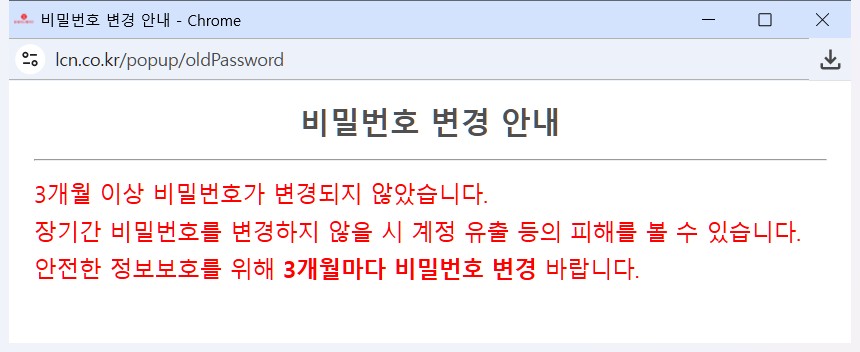 비밀번호 변경 안내 - Chrome
lcn.co.kr/popup/oldPassword
비밀번호 변경 안내
3개월 이상 비밀번호가 변경되지 않았습니다.
장기간 비밀번호를 변경하지 않을 시 계정 유출 등의 피해를 볼 수 있습니다.
안전한 정보보호를 위해 3개월마다 비밀번호 변경 바랍니다.